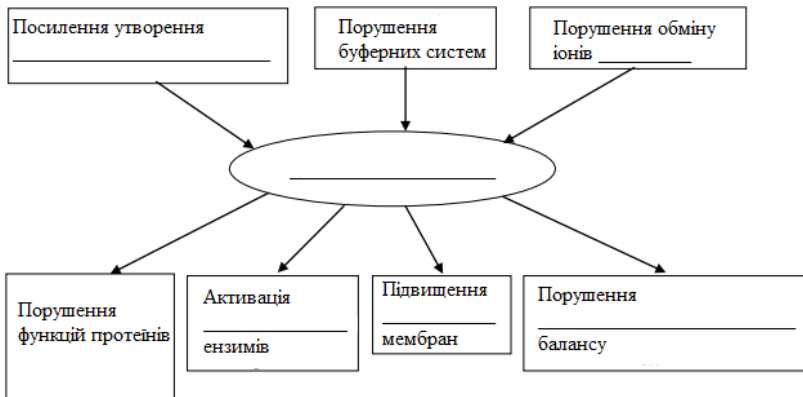 Посилення утворення
Порушення
буферних систем
Порушення обміну
іонів
Порушення
функцій протеїнів
Активація
ензимів
Підвищення
мембран
Порушення
балансу